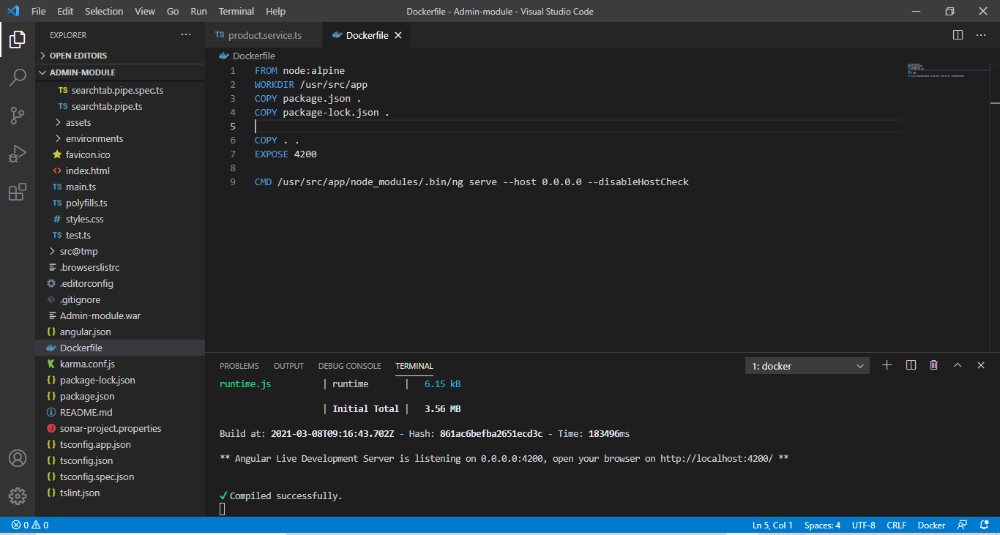 File Edit Selection View Go Run Terminal Help
Dockerfile - Admin-module - Visual Studio Code
EXPLORER
OPEN EDITORS
ADMIN-MODULE
TS searchtab.pipe.spec.ts
TS searchtab.pipe.ts
assets
environments
favicon.ico
index.html
TS main.ts
TS polyfills.ts
# styles.css
TS test.ts
src@tmp
.browserslistrc
.editorconfig
.gitignore
Admin-module.war
{} angular.json
Dockerfile
K karma.conf.js
{} package-lock.json
{} package.json
README.md
sonar-project.properties
{} tsconfig.app.json
{} tsconfig.json
{} tsconfig.spec.json
{} tslint.json
TS product.service.ts
Dockerfile
Dockerfile
1 FROM node:alpine
2 WORKDIR /usr/src/app
3 COPY package.json .
4 COPY package-lock.json .
5
6 COPY . .
7 EXPOSE 4200
8
9 CMD /usr/src/app/node_modules/.bin/ng serve --host 0.0.0.0 --disableHostCheck
PROBLEMS OUTPUT DEBUG CONSOLE TERMINAL
1: docker
runtime.js | runtime | 6.15 kB
| Initial Total | 3.56 MB
Build at: 2021-03-08T09:16:43.702Z - Hash: 861ac6befba2651ecd3c - Time: 183496ms
** Angular Live Development Server is listening on 0.0.0.0:4200, open your browser on http://localhost:4200/ **
✔ Compiled successfully.
0 0
Ln 5, Col 1 Spaces: 4 UTF-8 CRLF Docker